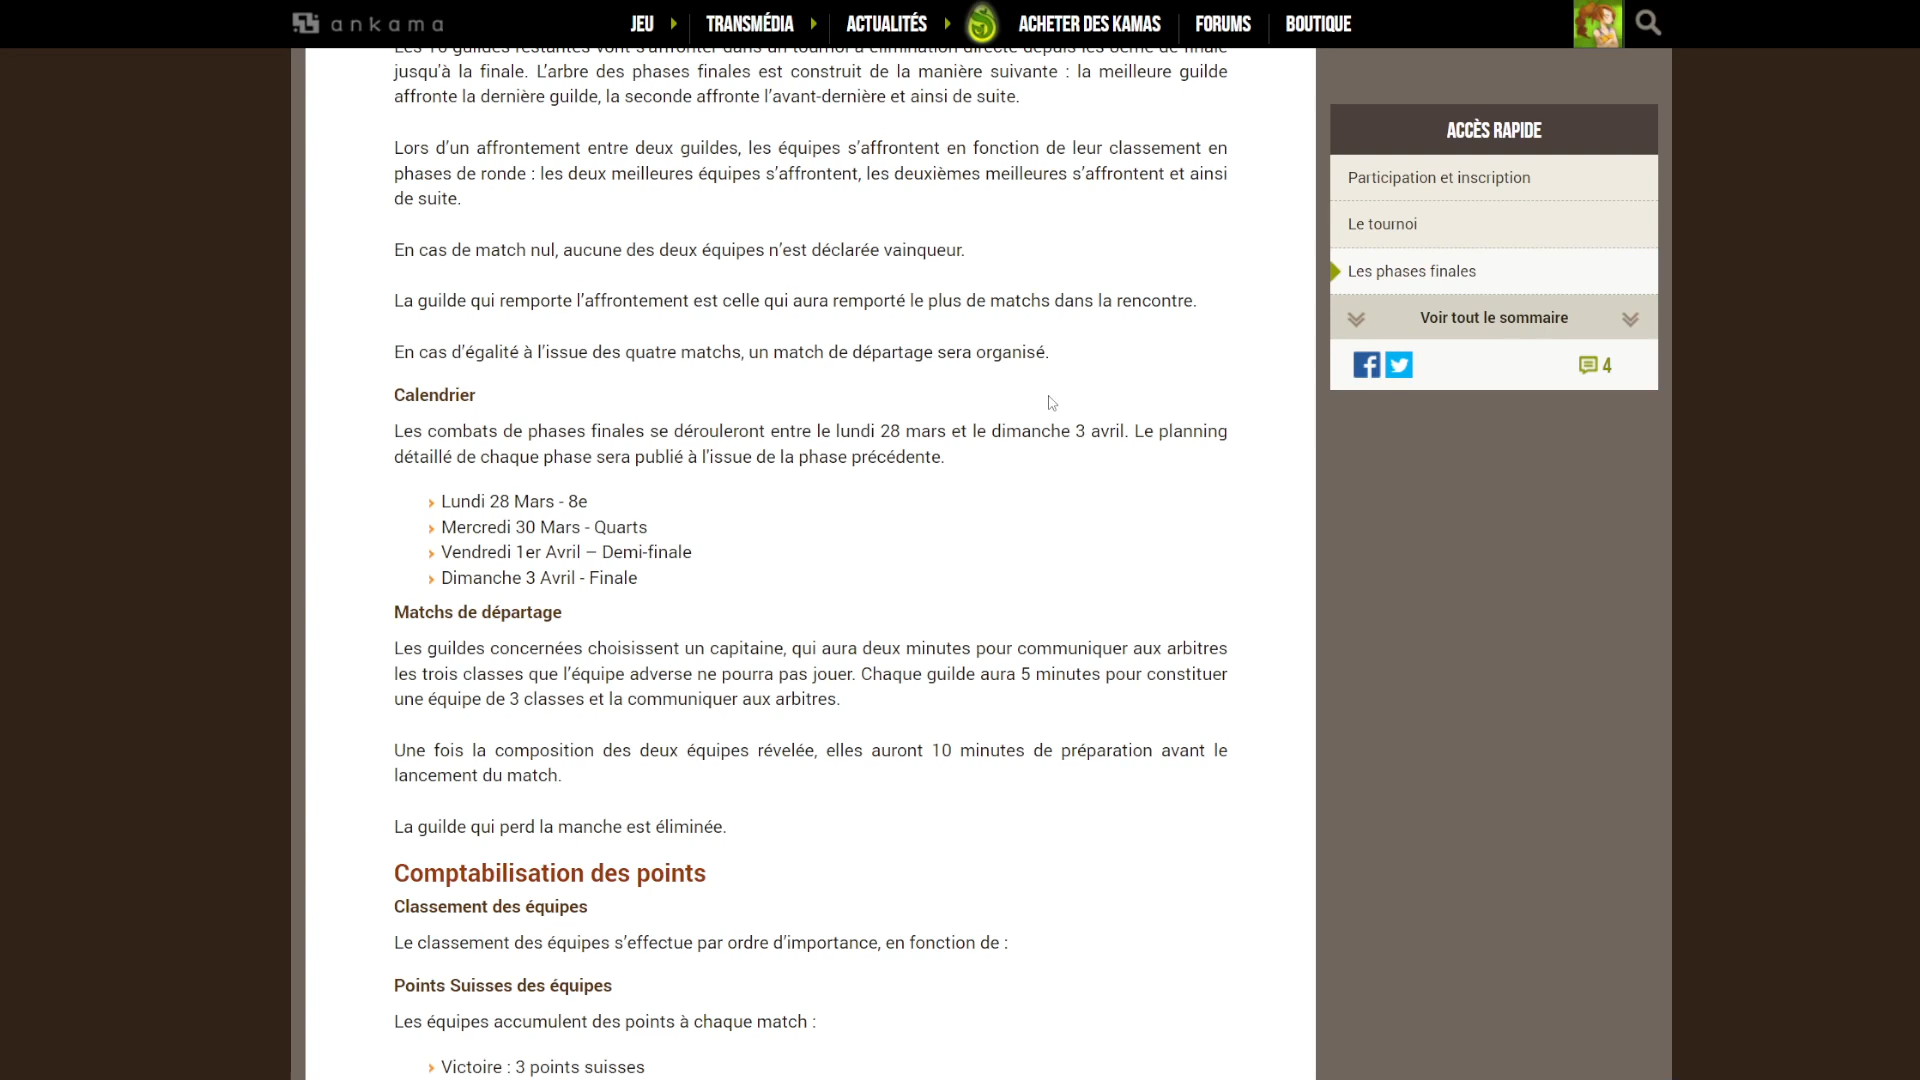 ankama
JEU
TRANSMÉDIA
ACTUALITÉS
ACHETER DES KAMAS
FORUMS
BOUTIQUE
Les 16 guildes restantes vont s'affronter dans un tournoi à élimination directe depuis les 8ème de finale
jusqu'à la finale. L'arbre des phases finales est construit de la manière suivante : la meilleure guilde
affronte la dernière guilde, la seconde affronte l'avant-dernière et ainsi de suite.
Lors d'un affrontement entre deux guildes, les équipes s'affrontent en fonction de leur classement en
phases de ronde : les deux meilleures équipes s'affrontent, les deuxièmes meilleures s'affrontent et ainsi
de suite.
En cas de match nul, aucune des deux équipes n'est déclarée vainqueur.
La guilde qui remporte l'affrontement est celle qui aura remporté le plus de matchs dans la rencontre.
En cas d'égalité à l'issue des quatre matchs, un match de départage sera organisé.
Calendrier
Les combats de phases finales se dérouleront entre le lundi 28 mars et le dimanche 3 avril. Le planning
détaillé de chaque phase sera publié à l'issue de la phase précédente.
Lundi 28 Mars - 8e
Mercredi 30 Mars - Quarts
Vendredi 1er Avril – Demi-finale
Dimanche 3 Avril - Finale
Matchs de départage
Les guildes concernées choisissent un capitaine, qui aura deux minutes pour communiquer aux arbitres
les trois classes que l'équipe adverse ne pourra pas jouer. Chaque guilde aura 5 minutes pour constituer
une équipe de 3 classes et la communiquer aux arbitres.
Une fois la composition des deux équipes révelée, elles auront 10 minutes de préparation avant le
lancement du match.
La guilde qui perd la manche est éliminée.
Comptabilisation des points
Classement des équipes
Le classement des équipes s'effectue par ordre d'importance, en fonction de :
Points Suisses des équipes
Les équipes accumulent des points à chaque match :
Victoire : 3 points suisses
ACCÈS RAPIDE
Participation et inscription
Le tournoi
Les phases finales
Voir tout le sommaire
4